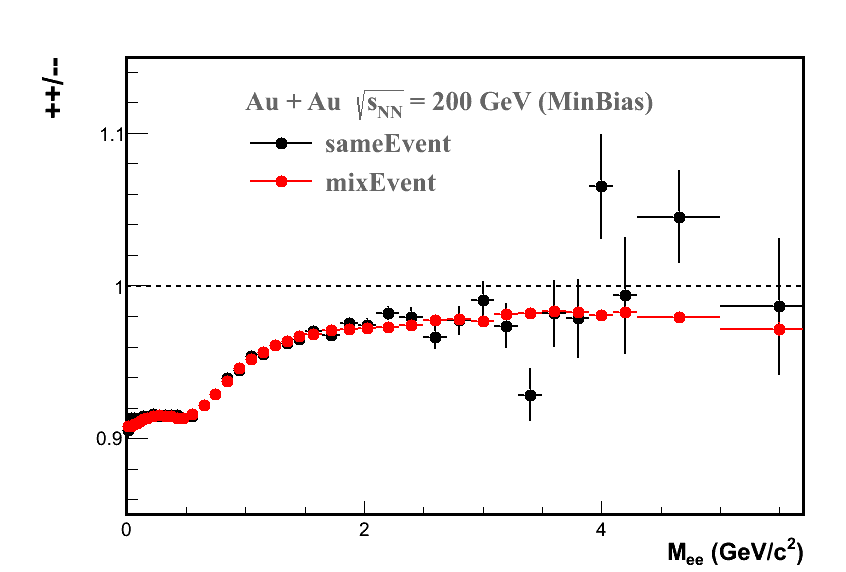 ++/--
Au + Au √sNN = 200 GeV (MinBias)
sameEvent
mixEvent
1.1
1
0.9
0 2 4
Mee (GeV/c²)